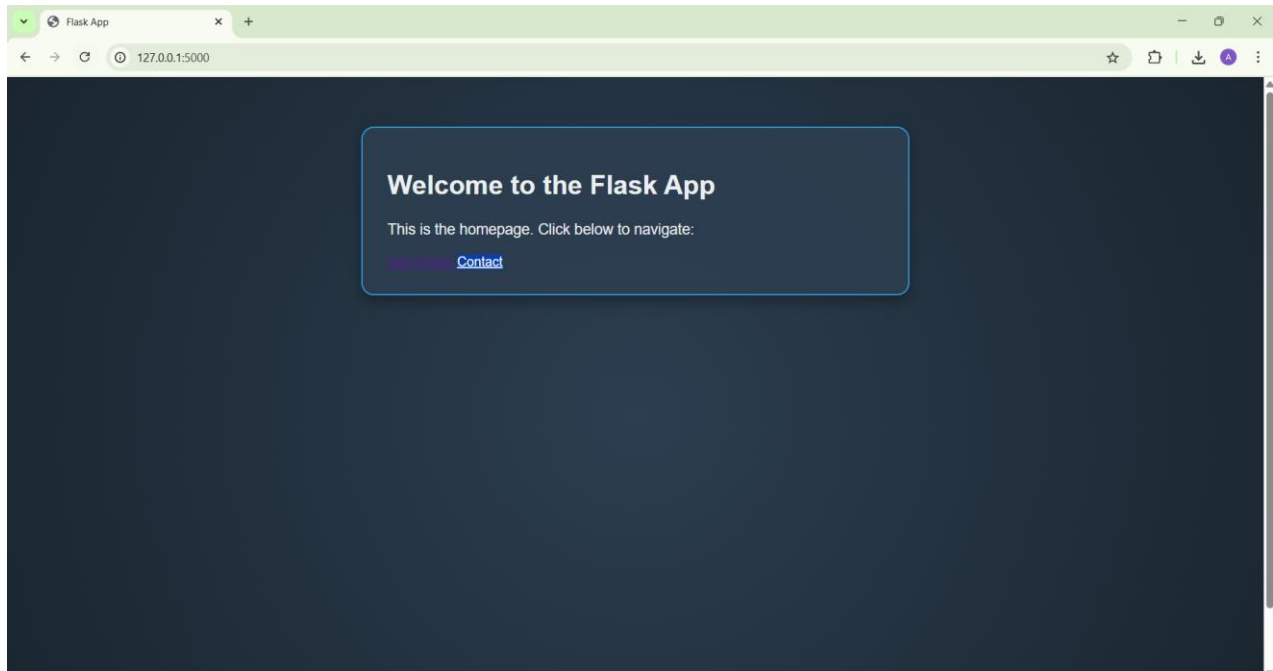 Flask App
127.0.0.1:5000
A
Welcome to the Flask App
This is the homepage. Click below to navigate:
Contact